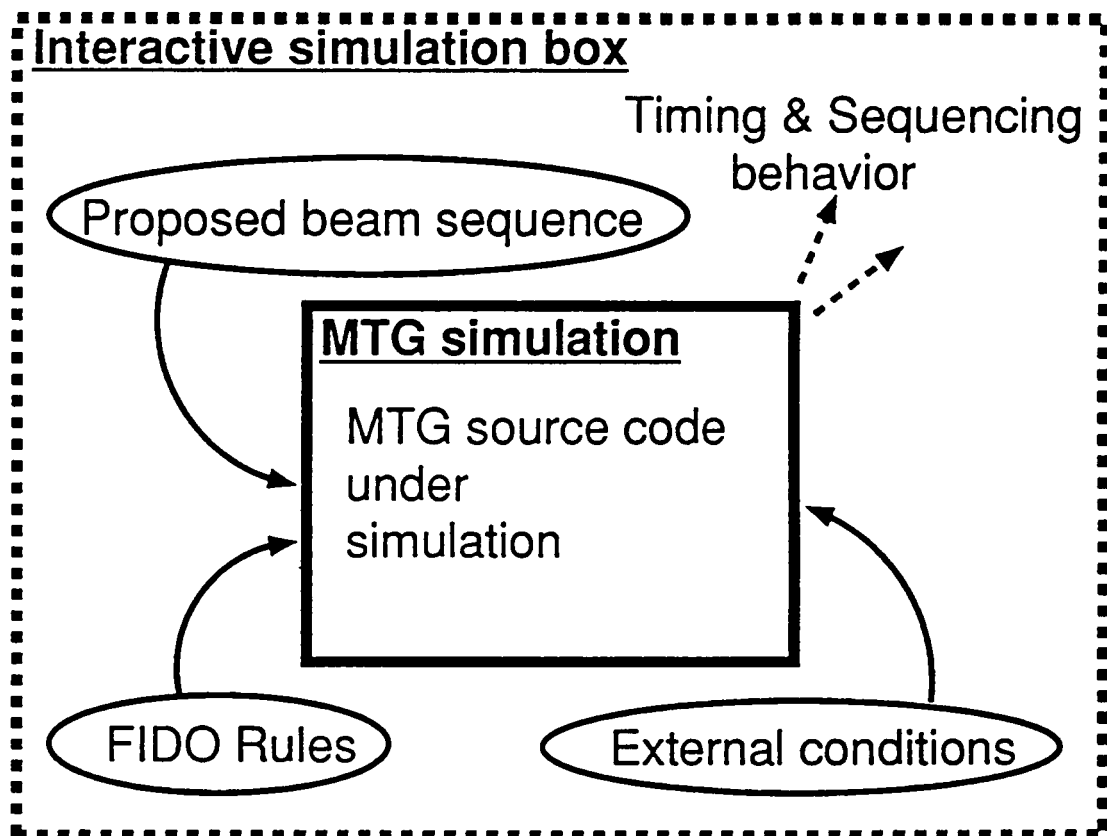 Interactive simulation box
Timing & Sequencing
behavior
Proposed beam sequence
MTG simulation
MTG source code
under
simulation
FIDO Rules
External conditions